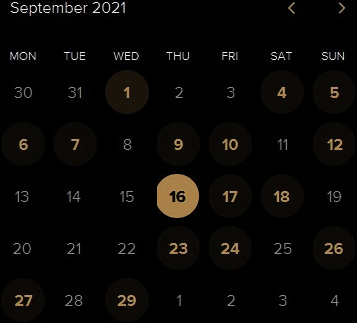 September 2021
MON TUE WED THU FRI SAT SUN
30 31 1 2 3 4 5
6 7 8 9 10 11 12
13 14 15 16 17 18 19
20 21 22 23 24 25 26
27 28 29 1 2 3 4